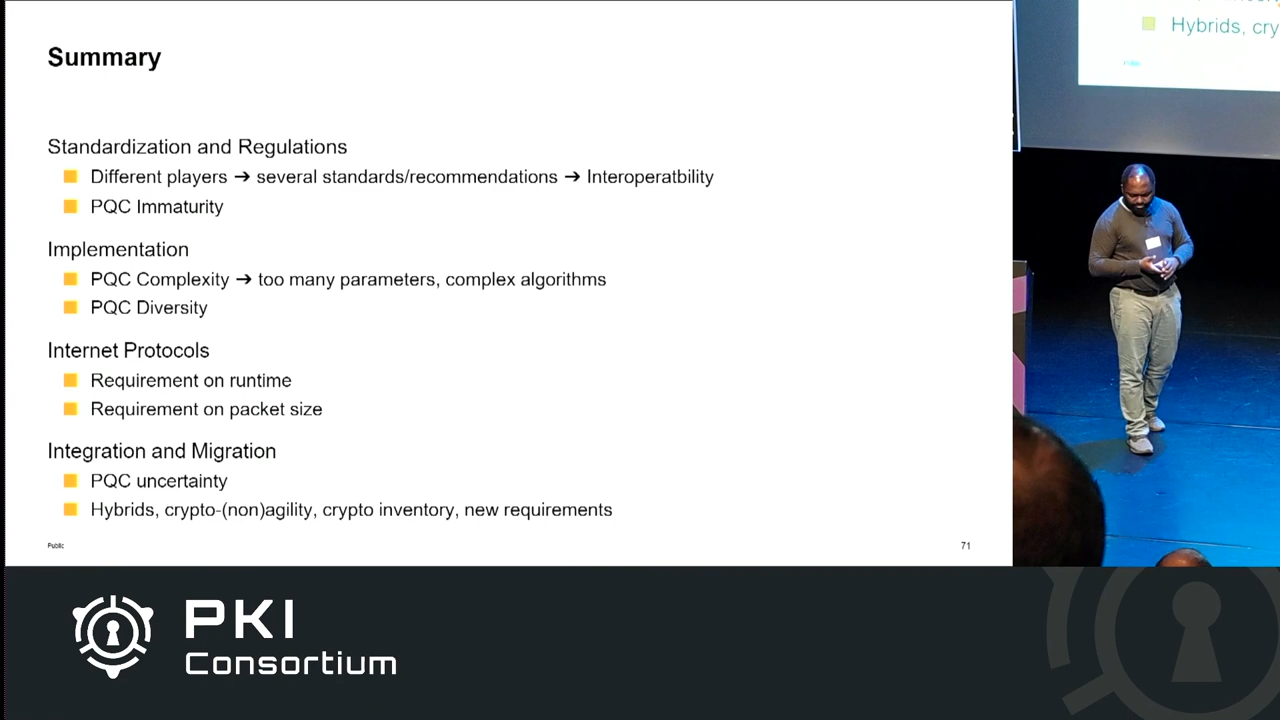 Summary
Standardization and Regulations
Different players → several standards/recommendations → Interoperatbility
PQC Immaturity
Implementation
PQC Complexity → too many parameters, complex algorithms
PQC Diversity
Internet Protocols
Requirement on runtime
Requirement on packet size
Integration and Migration
PQC uncertainty
Hybrids, crypto-(non)agility, crypto inventory, new requirements
Public
71
Hybrids, cry
PKI
Consortium